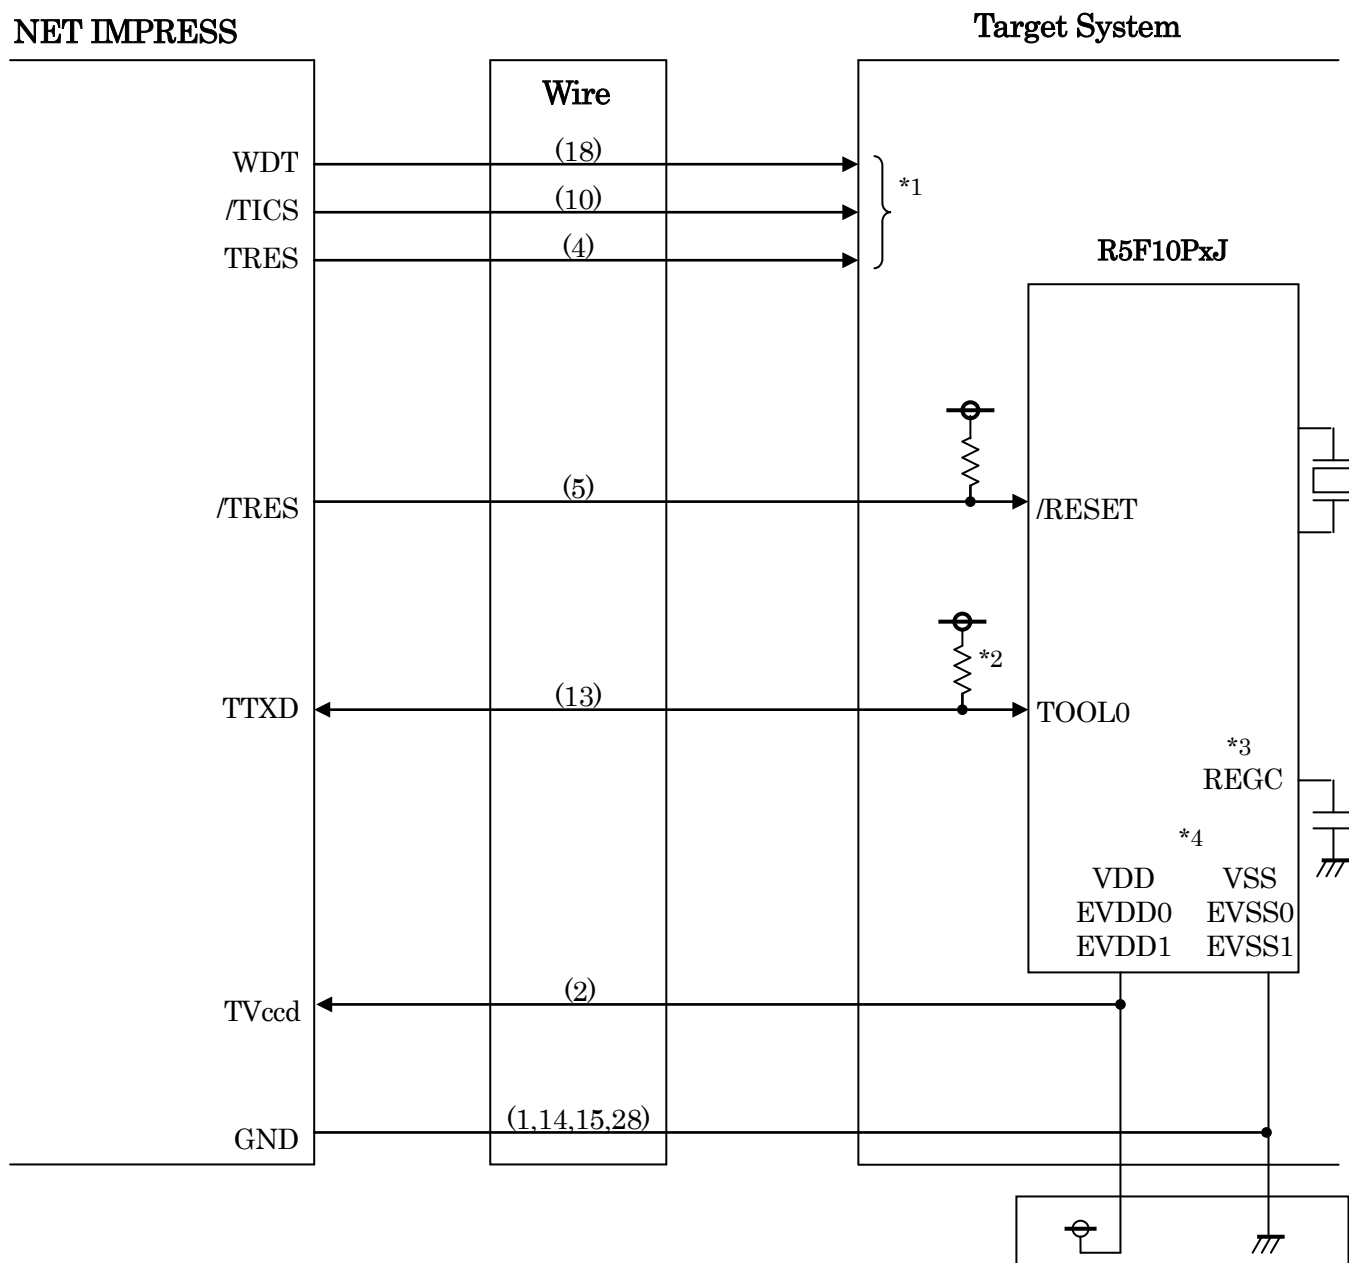 NET IMPRESS
Target System
Wire
WDT
(18)
*1
/TICS
(10)
TRES
(4)
R5F10PxJ
/TRES
(5)
/RESET
*2
TTXD
(13)
TOOL0
*3
REGC
*4
VDD
VSS
EVDD0
EVSS0
EVDD1
EVSS1
TVccd
(2)
GND
(1,14,15,28)